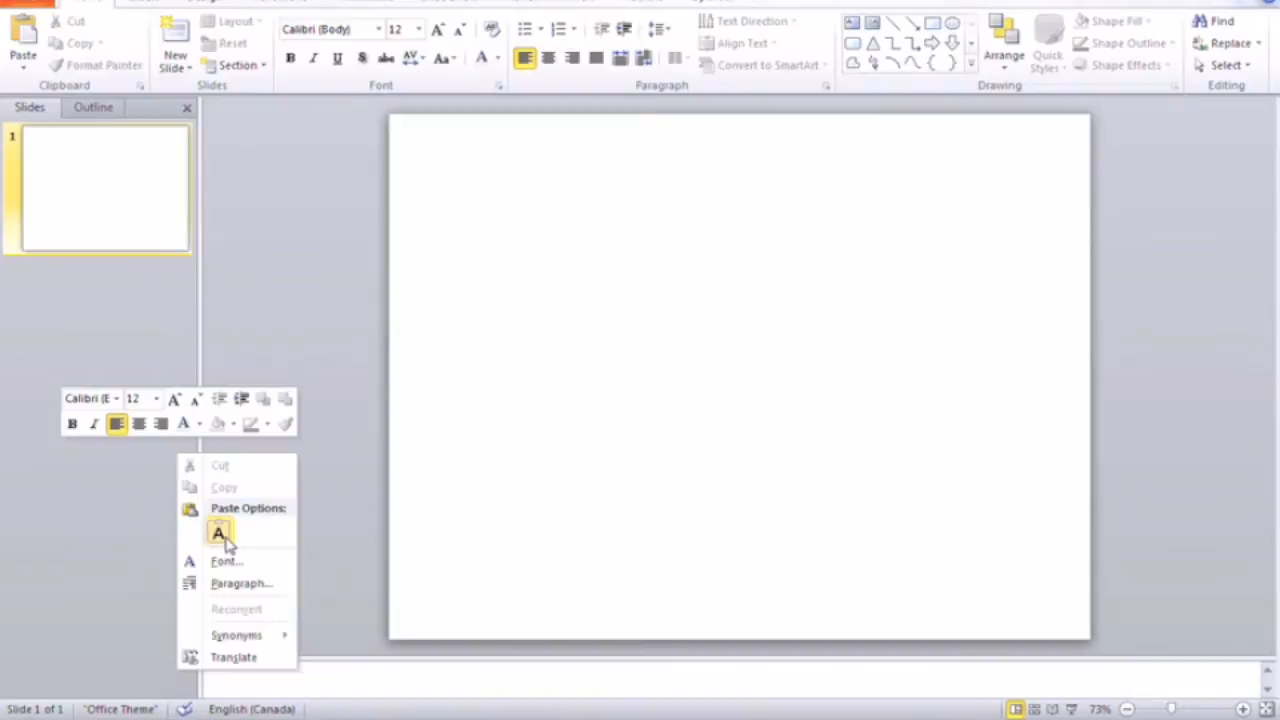 Cut
Copy
Format Painter
Paste
Clipboard
New
Slide
Layout
Reset
Section
Slides
Calibri (Body) 12
B I U S abc AV Aa A
Font
Text Direction
Align Text
Convert to SmartArt
Paragraph
Arrange
Quick
Styles
Shape Fill
Shape Outline
Shape Effects
Drawing
Find
Replace
Select
Editing
Slides Outline
1
Calibri (E 12 A A
B I A
Cut
Copy
Paste Options:
A
Font...
Paragraph...
Reconvert
Synonyms
Translate
Slide 1 of 1 "Office Theme" English (Canada) 73%